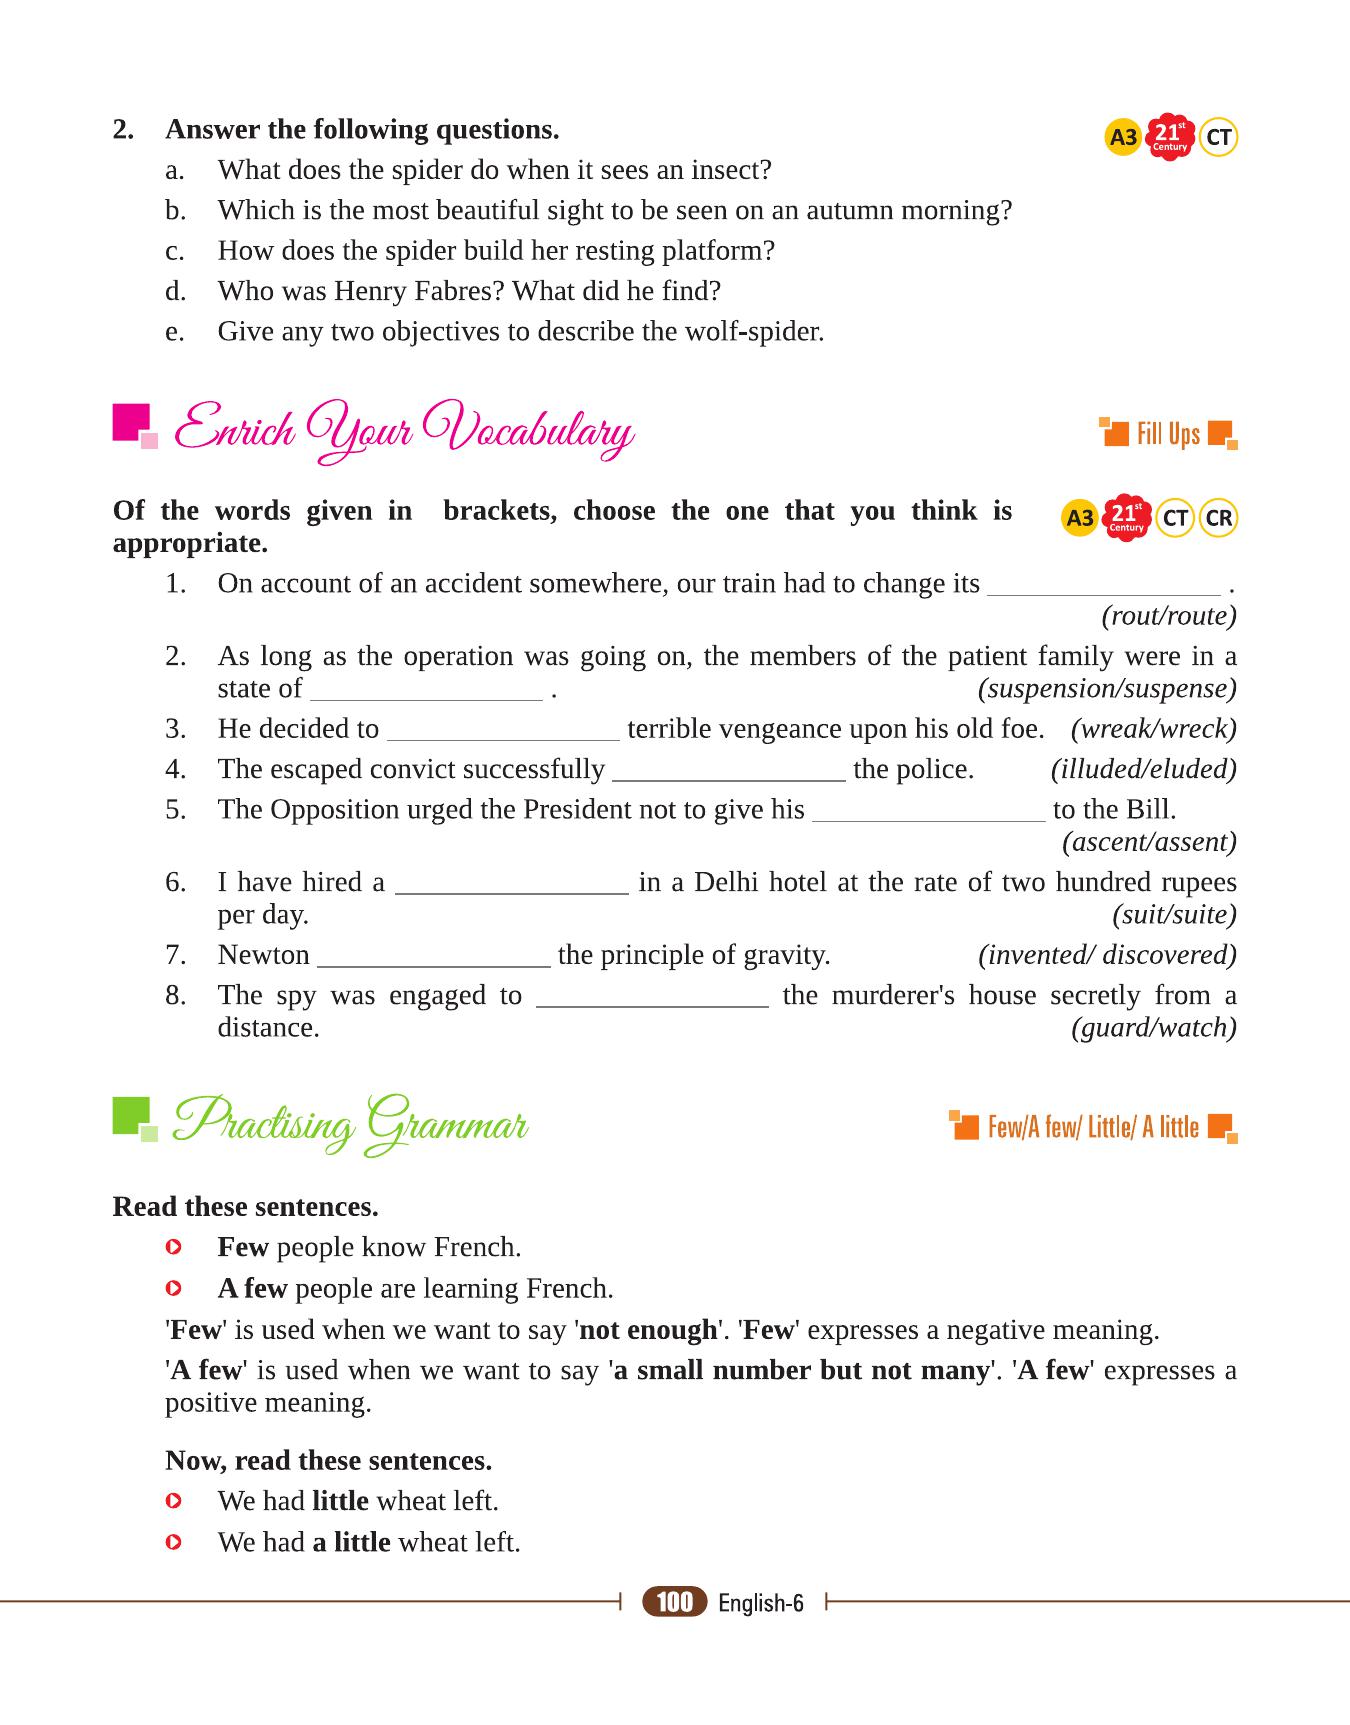 2. Answer the following questions. A3 21st Century CT
a. What does the spider do when it sees an insect?
b. Which is the most beautiful sight to be seen on an autumn morning?
c. How does the spider build her resting platform?
d. Who was Henry Fabres? What did he find?
e. Give any two objectives to describe the wolf-spider.
Enrich Your Vocabulary Fill Ups
Of the words given in brackets, choose the one that you think is A3 21st Century CT CR
appropriate.
1. On account of an accident somewhere, our train had to change its ________________ .
(rout/route)
2. As long as the operation was going on, the members of the patient family were in a
state of ________________ . (suspension/suspense)
3. He decided to ________________ terrible vengeance upon his old foe. (wreak/wreck)
4. The escaped convict successfully ________________ the police. (illuded/eluded)
5. The Opposition urged the President not to give his ________________ to the Bill.
(ascent/assent)
6. I have hired a ________________ in a Delhi hotel at the rate of two hundred rupees
per day. (suit/suite)
7. Newton ________________ the principle of gravity. (invented/ discovered)
8. The spy was engaged to ________________ the murderer's house secretly from a
distance. (guard/watch)
Practising Grammar Few/A few/ Little/ A little
Read these sentences.
Few people know French.
A few people are learning French.
'Few' is used when we want to say 'not enough'. 'Few' expresses a negative meaning.
'A few' is used when we want to say 'a small number but not many'. 'A few' expresses a
positive meaning.
Now, read these sentences.
We had little wheat left.
We had a little wheat left.
100 English-6